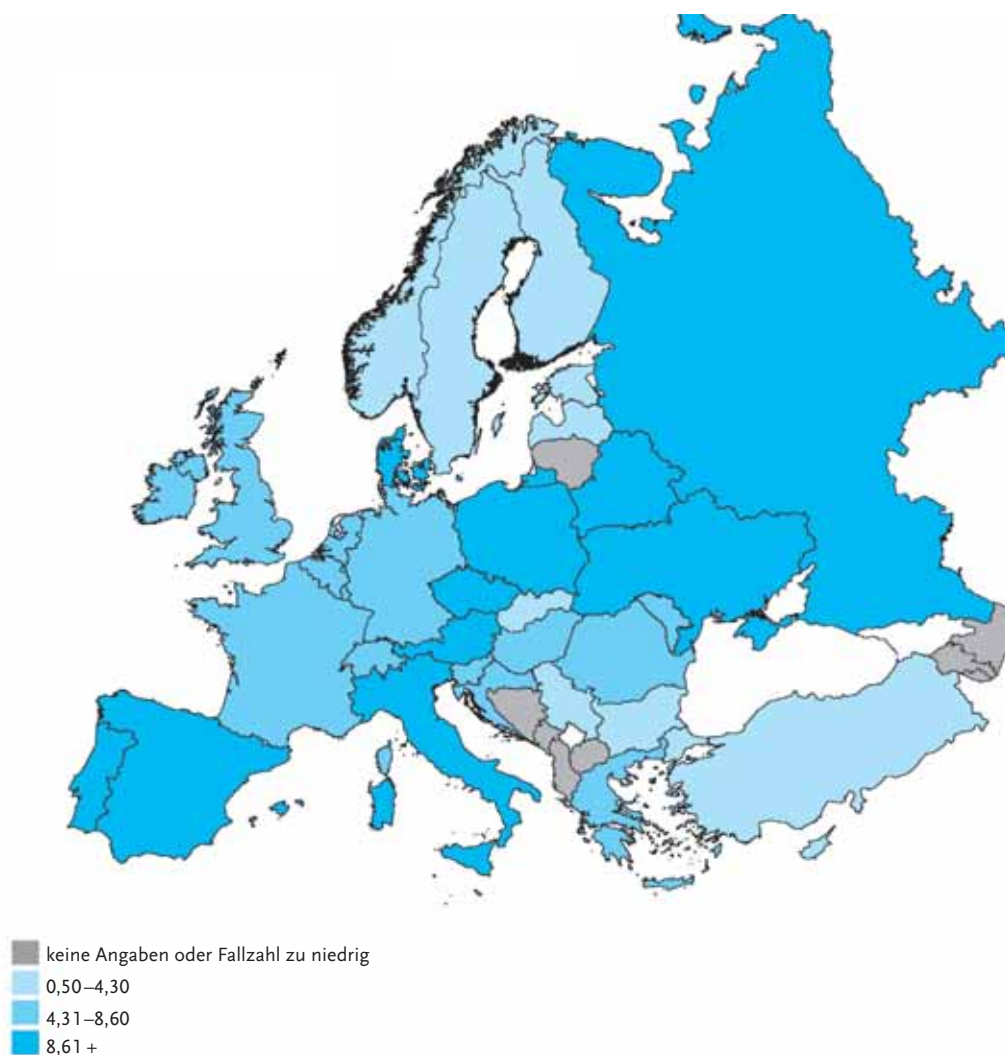 keine Angaben oder Fallzahl zu niedrig
0,50–4,30
4,31–8,60
8,61 +